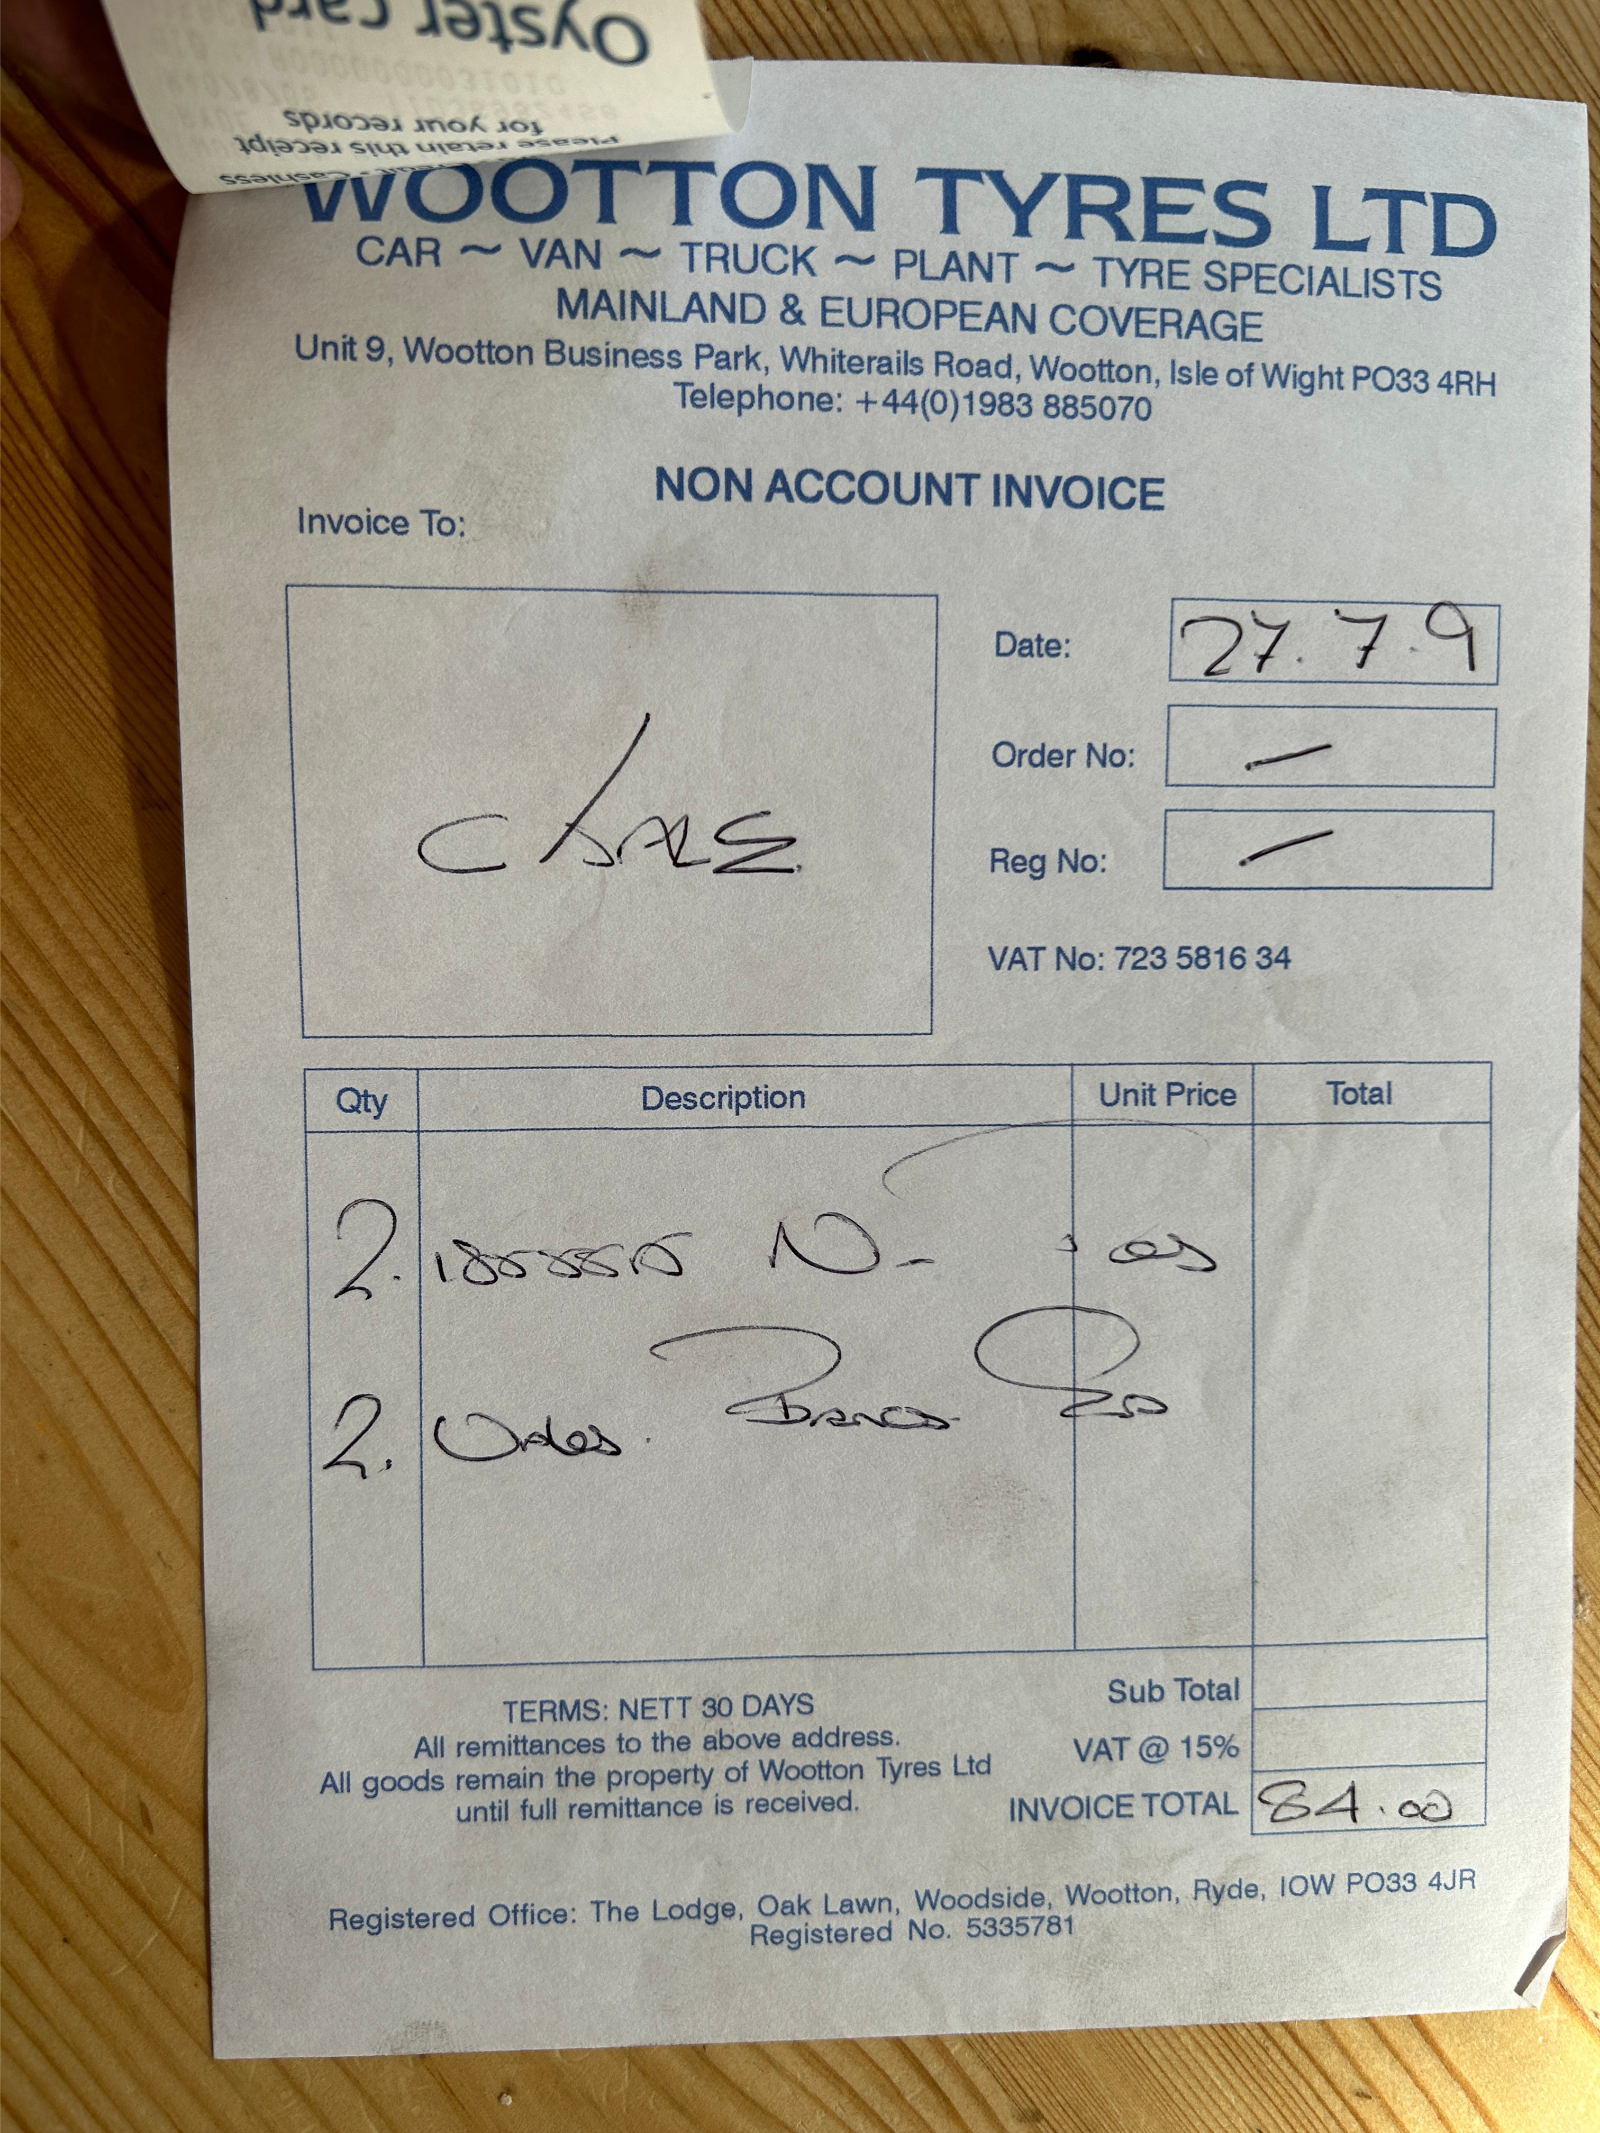 Oyster card
for your records
Please retain this receipt
Cashless
WOOTTON TYRES LTD
CAR ~ VAN ~ TRUCK ~ PLANT ~ TYRE SPECIALISTS
MAINLAND & EUROPEAN COVERAGE
Unit 9, Wootton Business Park, Whiterails Road, Wootton, Isle of Wight PO33 4RH
Telephone: +44(0)1983 885070
NON ACCOUNT INVOICE
Invoice To:
Date: 27.7.9
Order No: —
Reg No: —
VAT No: 723 5816 34
Qty Description Unit Price Total
2.
2. Valves.
TERMS: NETT 30 DAYS
All remittances to the above address.
All goods remain the property of Wootton Tyres Ltd
until full remittance is received.
Sub Total
VAT @ 15%
INVOICE TOTAL 84.00
Registered Office: The Lodge, Oak Lawn, Woodside, Wootton, Ryde, IOW PO33 4JR
Registered No. 5335781